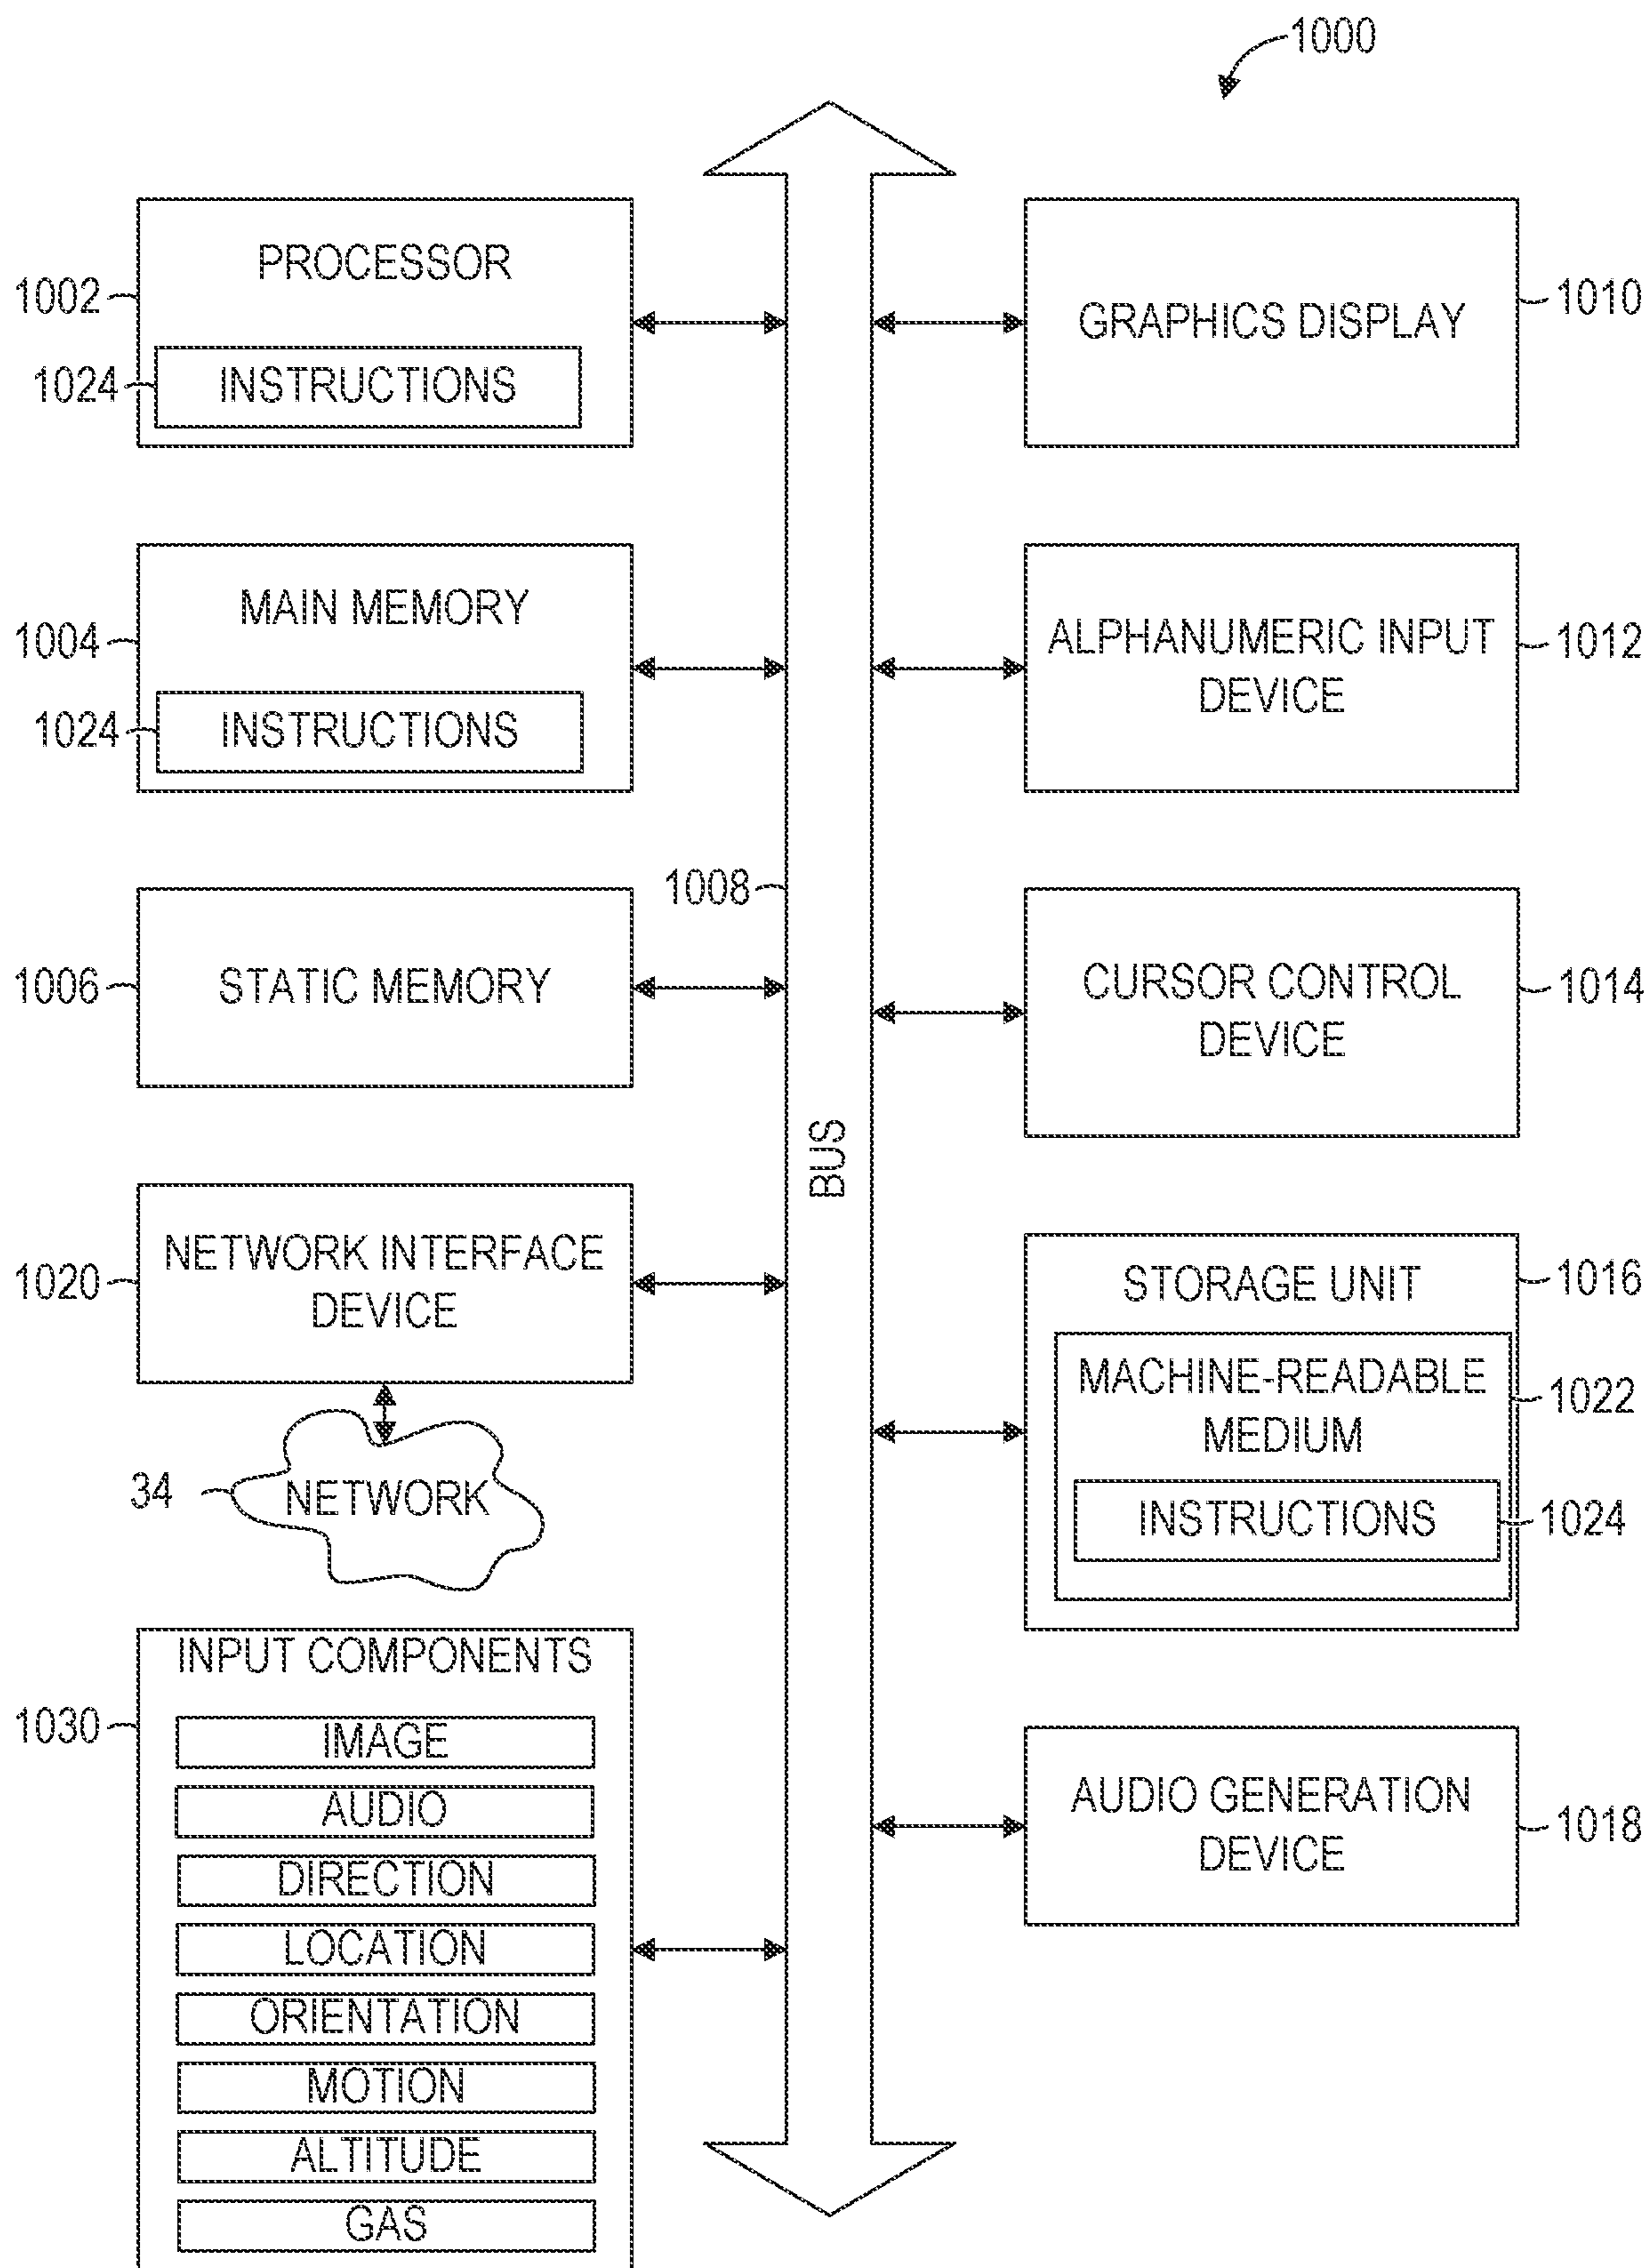 1000
PROCESSOR
1002
1024
INSTRUCTIONS
MAIN MEMORY
1004
1024
INSTRUCTIONS
1008
STATIC MEMORY
1006
NETWORK INTERFACE
DEVICE
1020
34
NETWORK
INPUT COMPONENTS
1030
IMAGE
AUDIO
DIRECTION
LOCATION
ORIENTATION
MOTION
ALTITUDE
GAS
BUS
GRAPHICS DISPLAY
1010
ALPHANUMERIC INPUT
DEVICE
1012
CURSOR CONTROL
DEVICE
1014
STORAGE UNIT
1016
MACHINE-READABLE
MEDIUM
1022
INSTRUCTIONS
1024
AUDIO GENERATION
DEVICE
1018